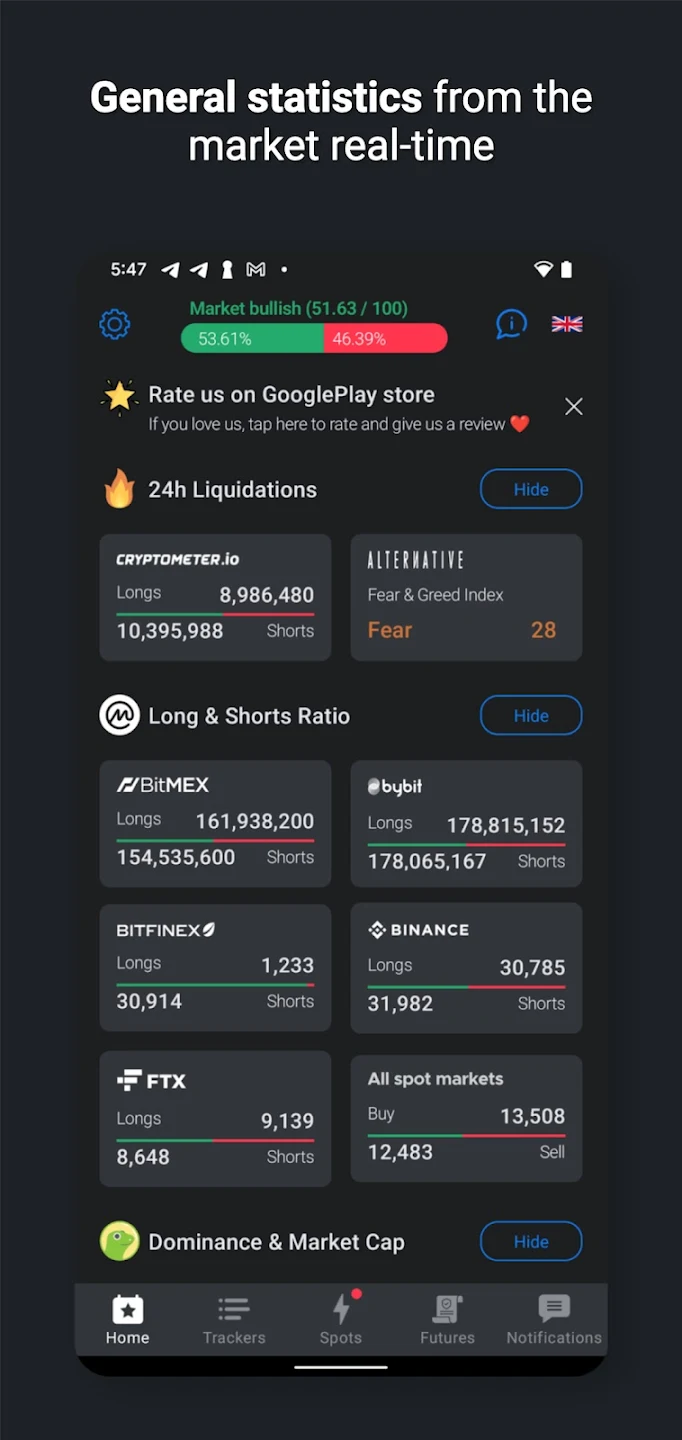 General statistics from the
market real-time
5:47
Market bullish (51.63 / 100)
53.61% 46.39%
Rate us on GooglePlay store
If you love us, tap here to rate and give us a review
24h Liquidations Hide
CRYPTOMETER.io
Longs 8,986,480
10,395,988 Shorts
ALTERNATIVE
Fear & Greed Index
Fear 28
Long & Shorts Ratio Hide
BitMEX
Longs 161,938,200
154,535,600 Shorts
bybit
Longs 178,815,152
178,065,167 Shorts
BITFINEX
Longs 1,233
30,914 Shorts
BINANCE
Longs 30,785
31,982 Shorts
FTX
Longs 9,139
8,648 Shorts
All spot markets
Buy 13,508
12,483 Sell
Dominance & Market Cap Hide
Home Trackers Spots Futures Notifications